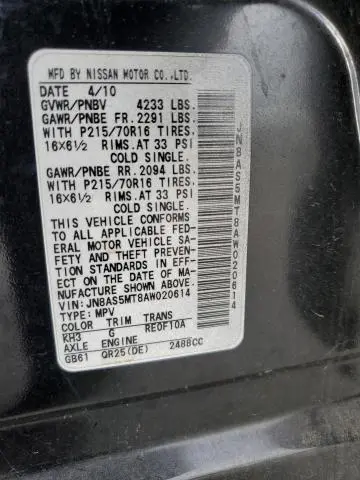 MFD BY NISSAN MOTOR CO.,LTD.
DATE 4/10
GVWR/PNBV 4233 LBS.
GAWR/PNBE FR. 2291 LBS.
WITH P215/70R16 TIRES,
16X6½ RIMS.AT 33 PSI
COLD SINGLE.
GAWR/PNBE RR. 2094 LBS.
WITH P215/70R16 TIRES,
16X6½ RIMS.AT 33 PSI
COLD SINGLE.
THIS VEHICLE CONFORMS
TO ALL APPLICABLE FED-
ERAL MOTOR VEHICLE SA-
FETY AND THEFT PREVEN-
TION STANDARDS IN EFF-
ECT ON THE DATE OF MA-
NUFACTURE SHOWN ABOVE.
VIN: JN8AS5MT8AW020614
TYPE: MPV
COLOR TRIM TRANS
KH3 G RE0F10A
AXLE ENGINE
GB61 QR25(DE) 2488CC
JN8AS5MT8AW020614